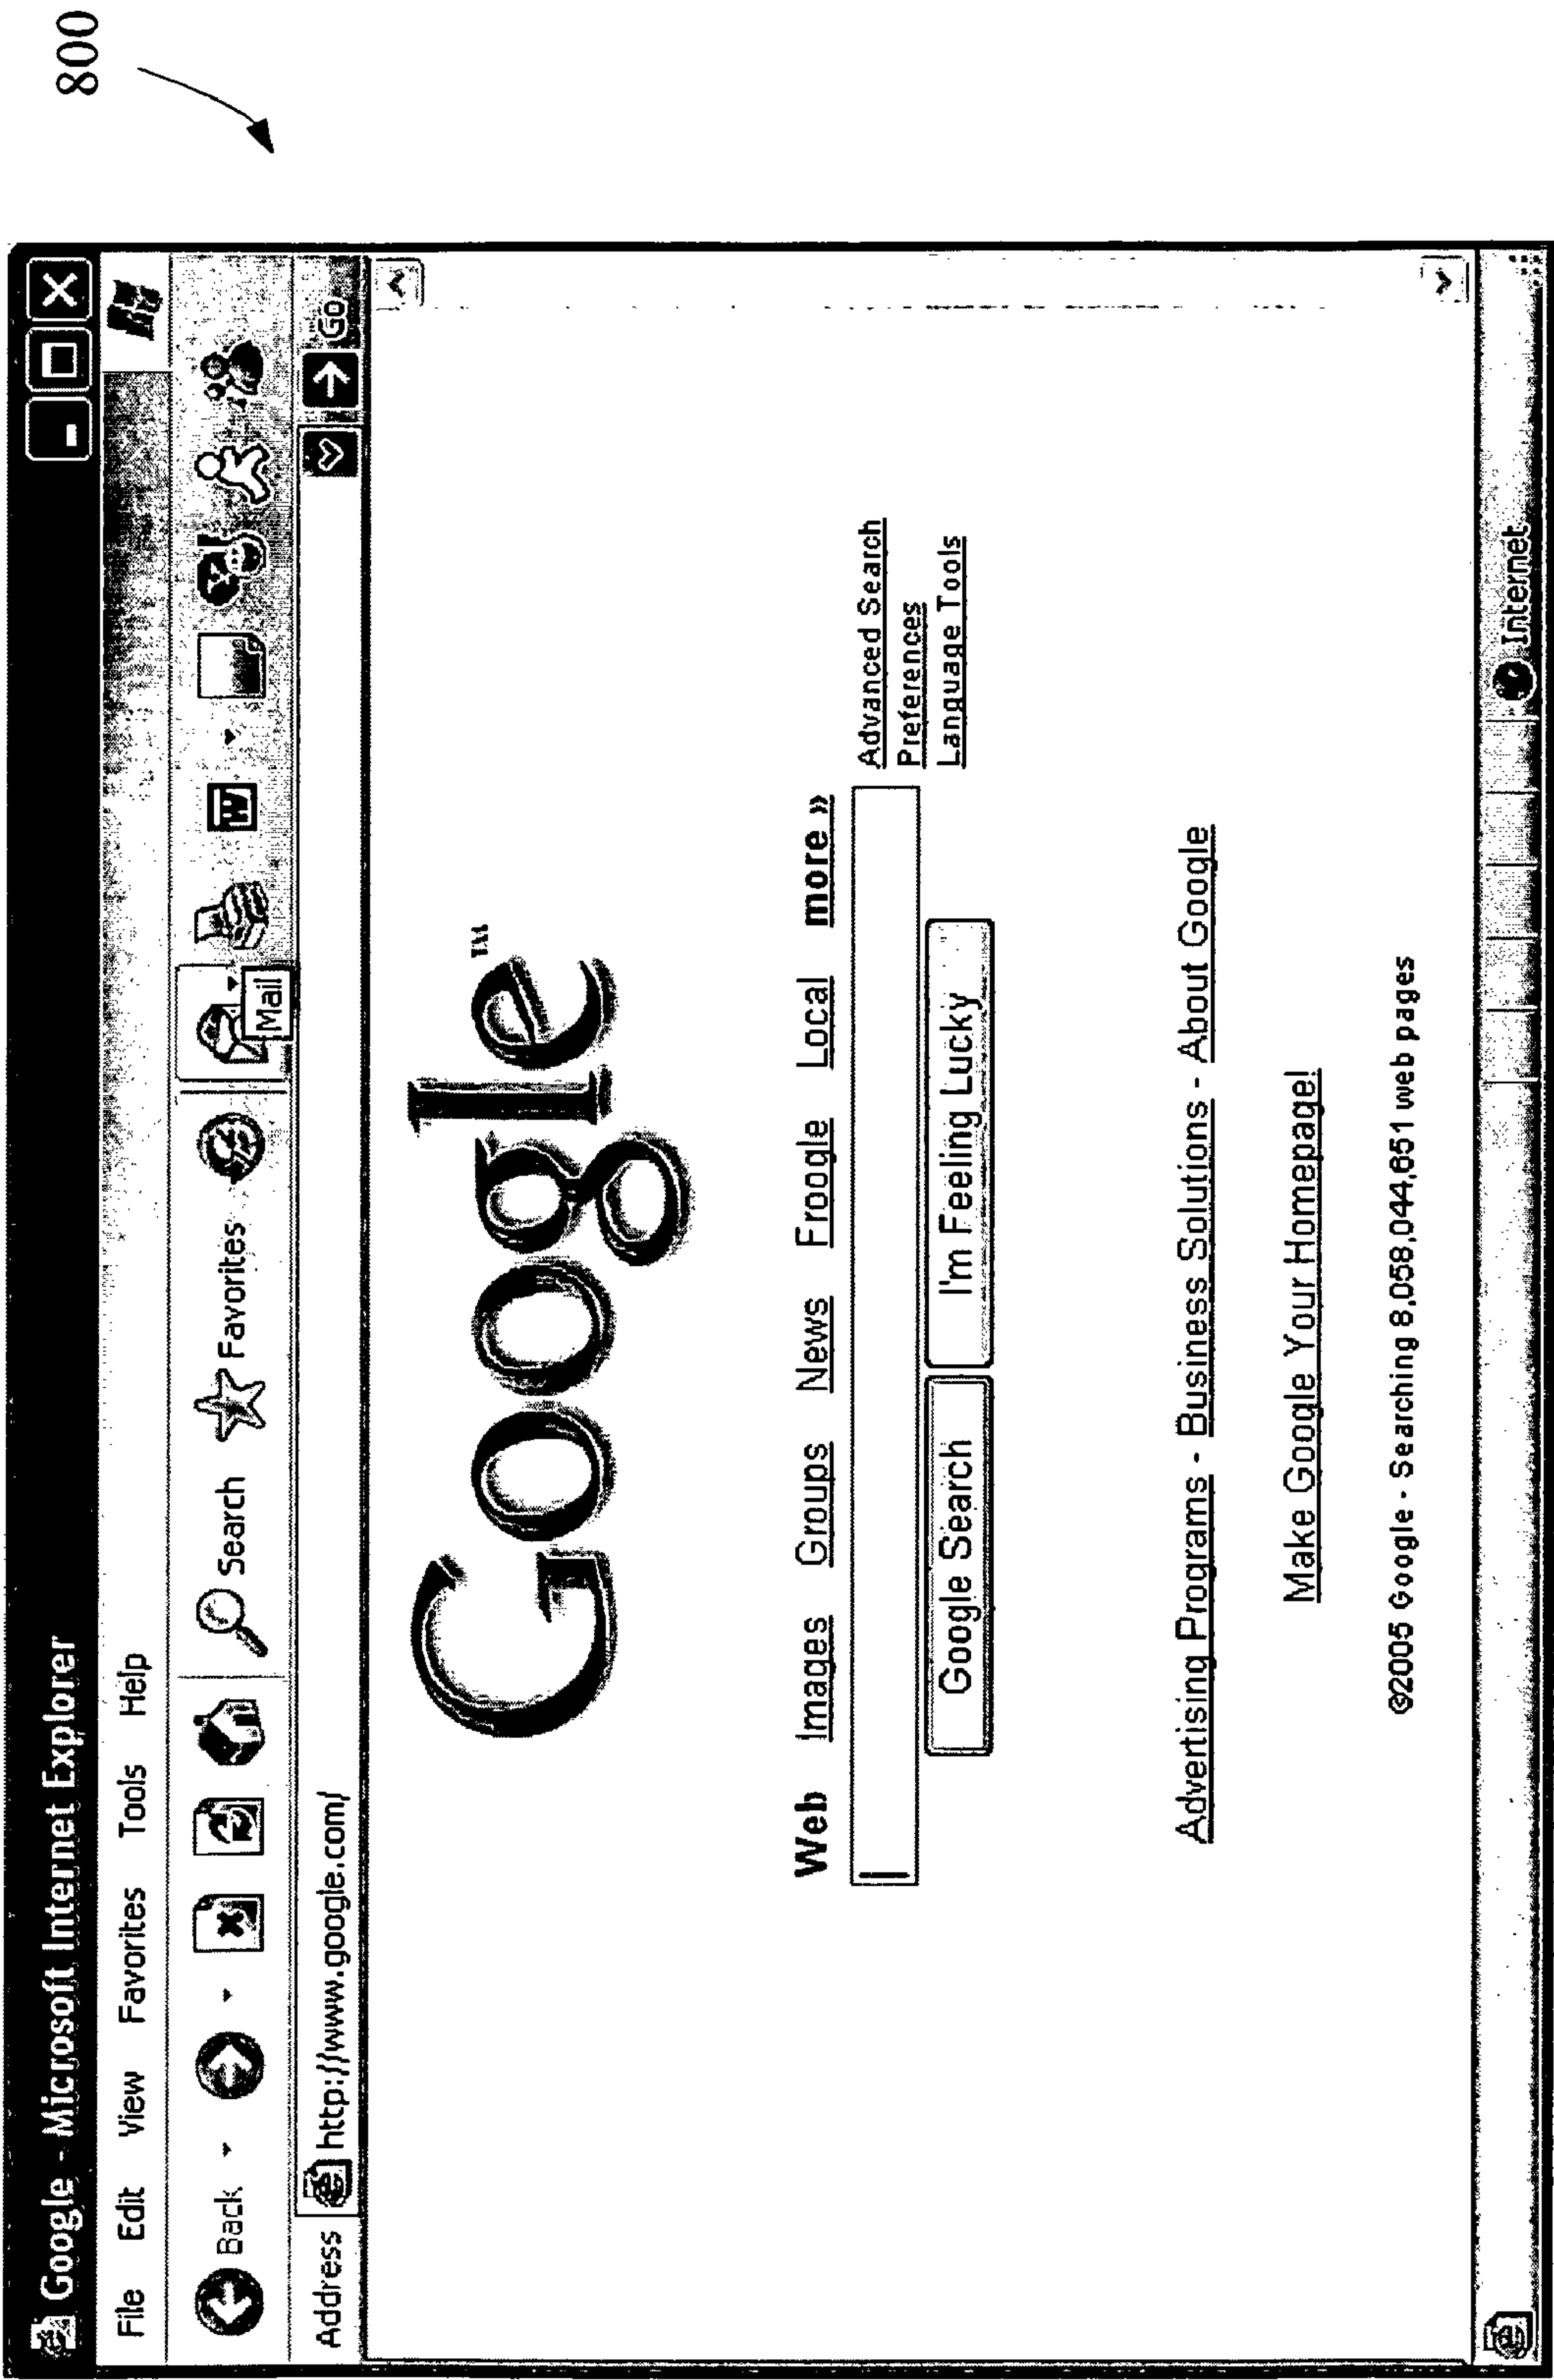 800
Google - Microsoft Internet Explorer
File Edit View Favorites Tools Help
Back Search Favorites
Mail
Address http://www.google.com/ Go
Google™
Web Images Groups News Froogle Local more »
Advanced Search
Preferences
Language Tools
Google Search I'm Feeling Lucky
Advertising Programs - Business Solutions - About Google
Make Google Your Homepage!
©2005 Google - Searching 8,058,044,651 web pages
Internet